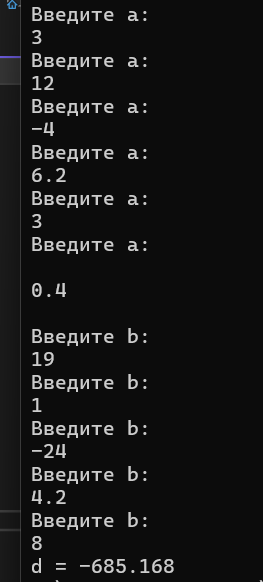 Введите a:
3
Введите a:
12
Введите a:
-4
Введите a:
6.2
Введите a:
3
Введите a:
0.4
Введите b:
19
Введите b:
1
Введите b:
-24
Введите b:
4.2
Введите b:
8
d = -685.168